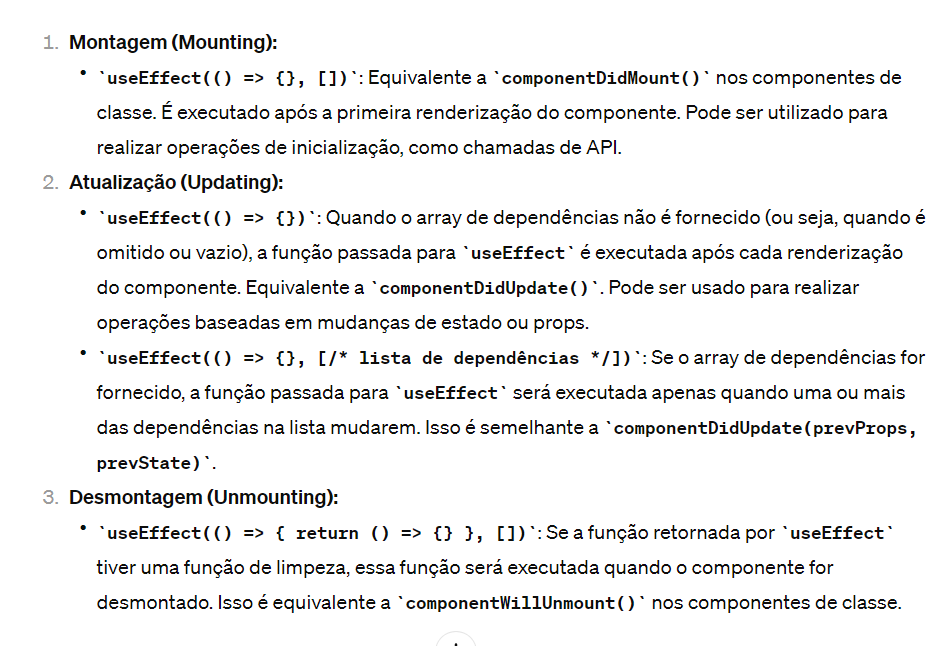 1. Montagem (Mounting):
• `useEffect(() => {}, [])`: Equivalente a `componentDidMount()` nos componentes de
classe. É executado após a primeira renderização do componente. Pode ser utilizado para
realizar operações de inicialização, como chamadas de API.
2. Atualização (Updating):
• `useEffect(() => {})`: Quando o array de dependências não é fornecido (ou seja, quando é
omitido ou vazio), a função passada para `useEffect` é executada após cada renderização
do componente. Equivalente a `componentDidUpdate()`. Pode ser usado para realizar
operações baseadas em mudanças de estado ou props.
• `useEffect(() => {}, [/* lista de dependências */])`: Se o array de dependências for
fornecido, a função passada para `useEffect` será executada apenas quando uma ou mais
das dependências na lista mudarem. Isso é semelhante a `componentDidUpdate(prevProps,
prevState)`.
3. Desmontagem (Unmounting):
• `useEffect(() => { return () => {} }, [])`: Se a função retornada por `useEffect`
tiver uma função de limpeza, essa função será executada quando o componente for
desmontado. Isso é equivalente a `componentWillUnmount()` nos componentes de classe.